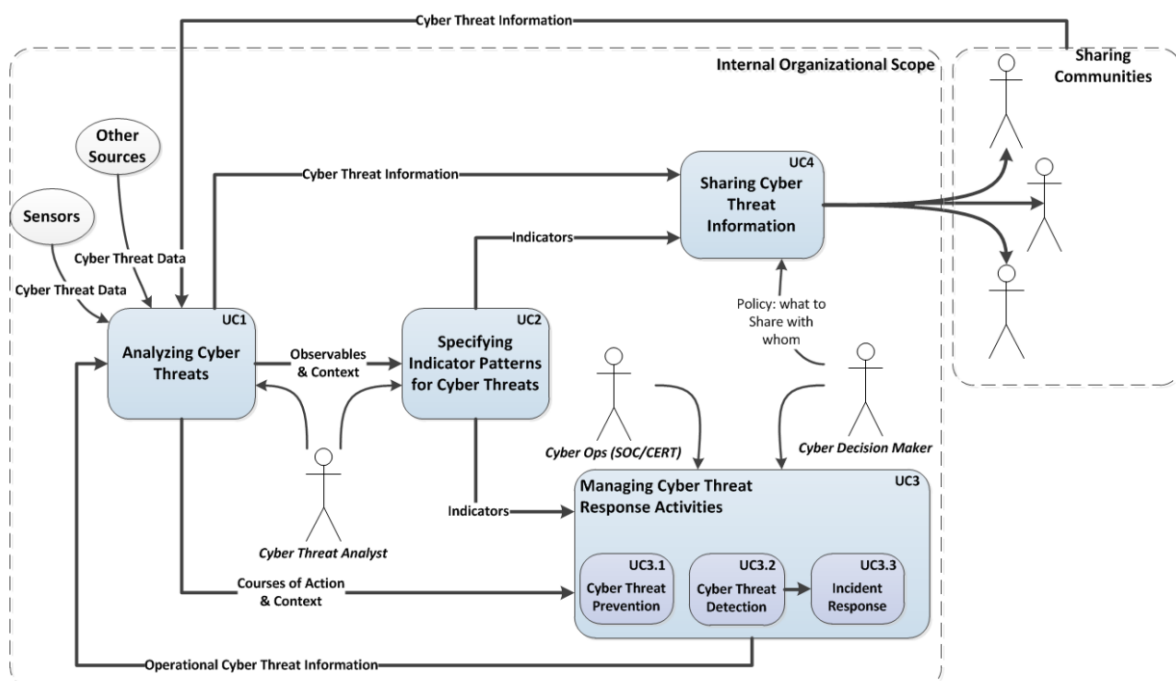 Cyber Threat Information
Internal Organizational Scope
Sharing
Communities
Other
Sources
Sensors
Cyber Threat Data
Cyber Threat Data
Cyber Threat Information
UC4
Sharing Cyber
Threat
Information
Indicators
Policy: what to
Share with
whom
UC1
Analyzing Cyber
Threats
Observables
& Context
UC2
Specifying
Indicator Patterns
for Cyber Threats
Cyber Ops (SOC/CERT)
Cyber Decision Maker
Cyber Threat Analyst
Indicators
UC3
Managing Cyber Threat
Response Activities
Courses of Action
& Context
UC3.1
Cyber Threat
Prevention
UC3.2
Cyber Threat
Detection
UC3.3
Incident
Response
Operational Cyber Threat Information